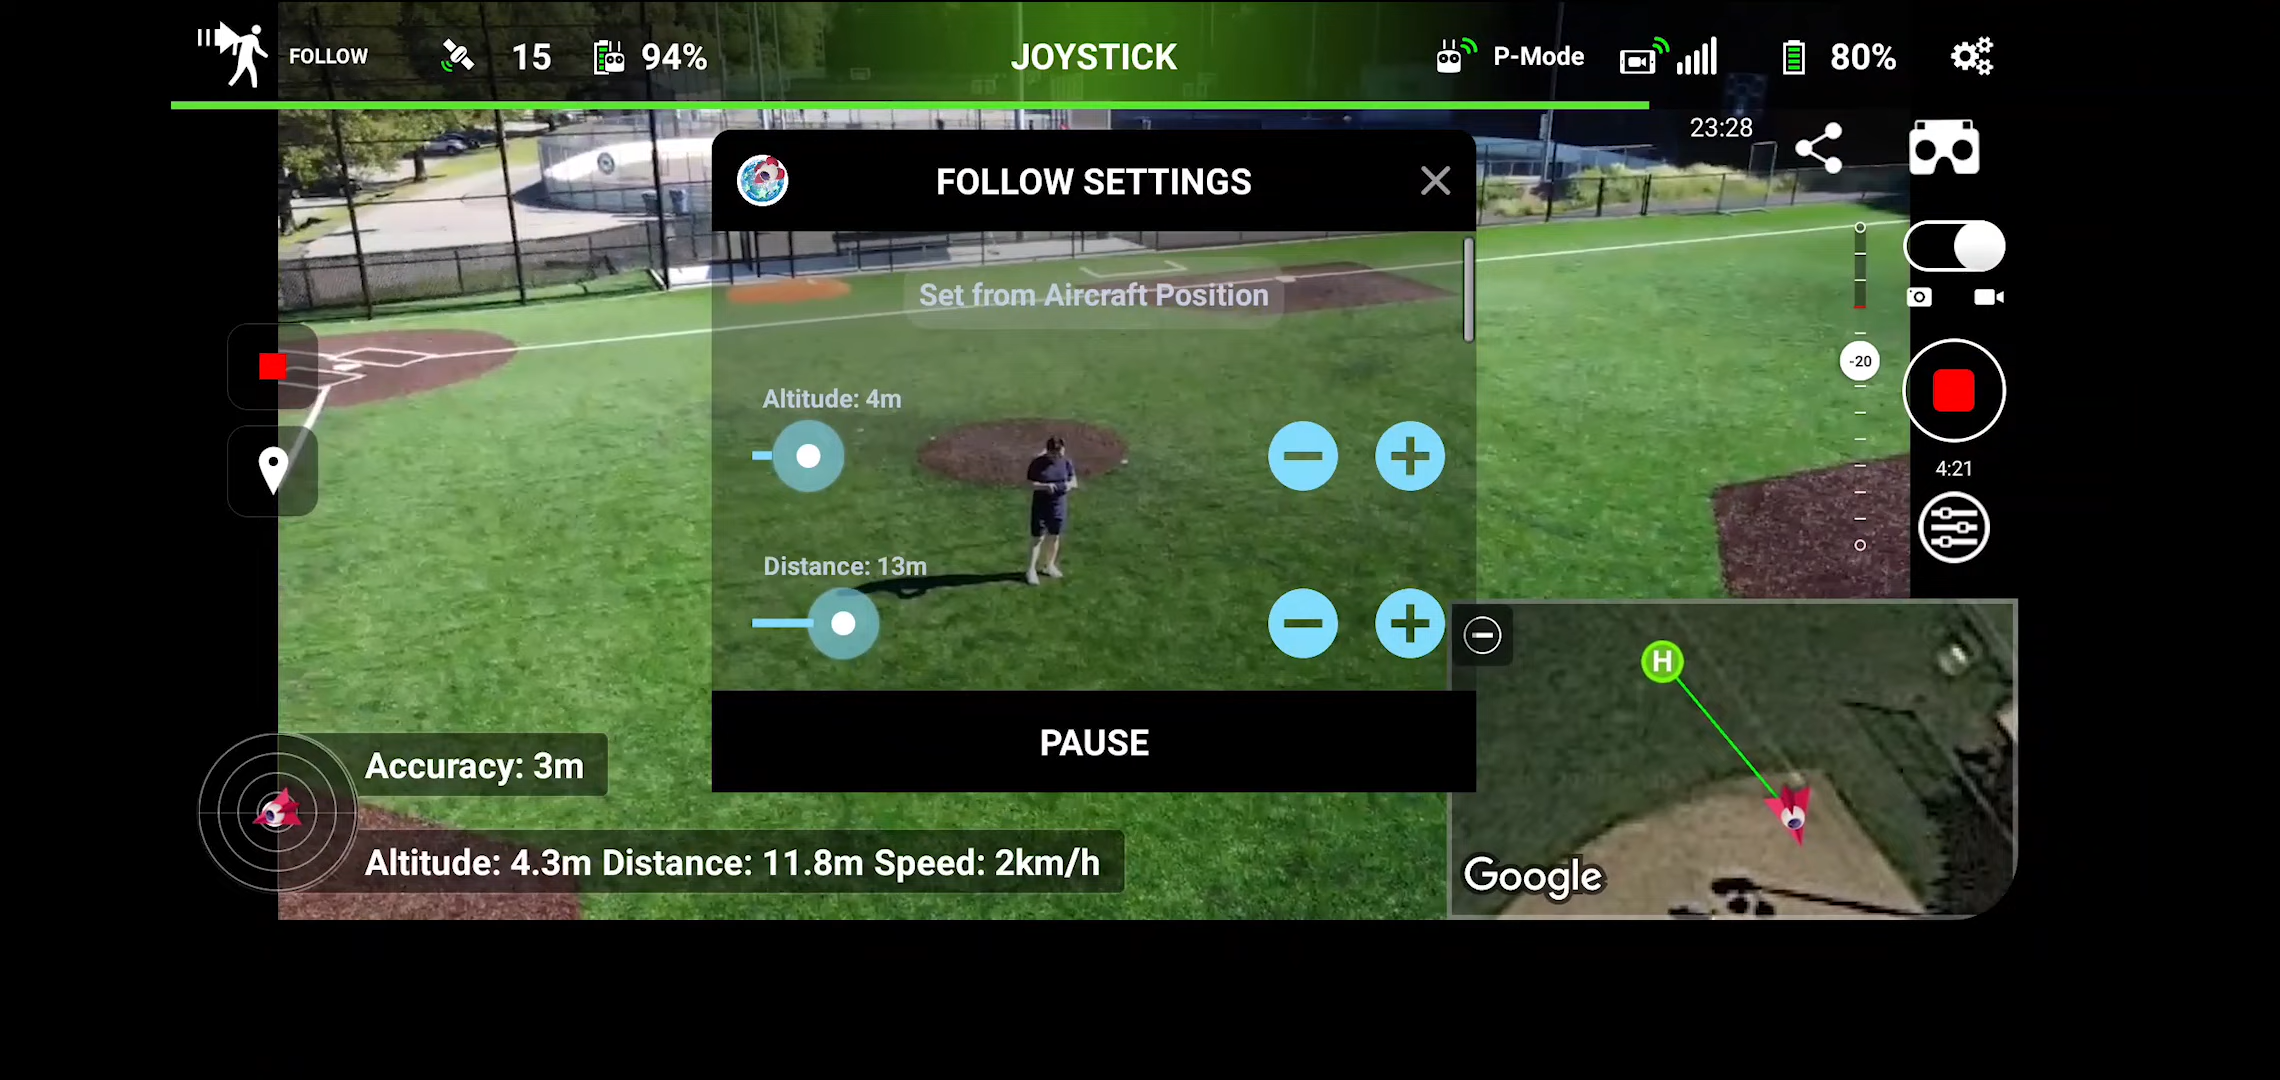 FOLLOW
15
94%
JOYSTICK
P-Mode
80%
23:28
FOLLOW SETTINGS
Set from Aircraft Position
Altitude: 4m
-20
4:21
Distance: 13m
H
PAUSE
Accuracy: 3m
Altitude: 4.3m Distance: 11.8m Speed: 2km/h
Google